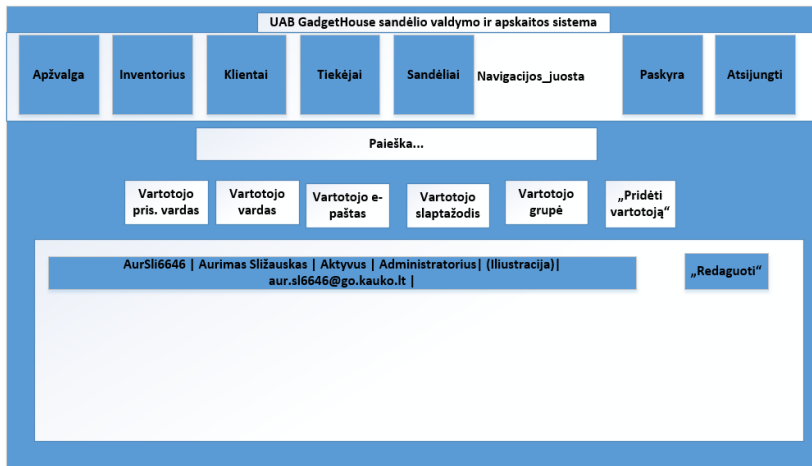 UAB GadgetHouse sandėlio valdymo ir apskaitos sistema
Apžvalga
Inventorius
Klientai
Tiekėjai
Sandėliai
Navigacijos_juosta
Paskyra
Atsijungti
Paieška...
Vartotojo
pris. vardas
Vartotojo
vardas
Vartotojo e-
paštas
Vartotojo
slaptažodis
Vartotojo
grupė
„Pridėti
vartotoją“
AurSli6646 | Aurimas Sližauskas | Aktyvus | Administratorius| (Iliustracija)|
aur.sl6646@go.kauko.lt |
„Redaguoti“